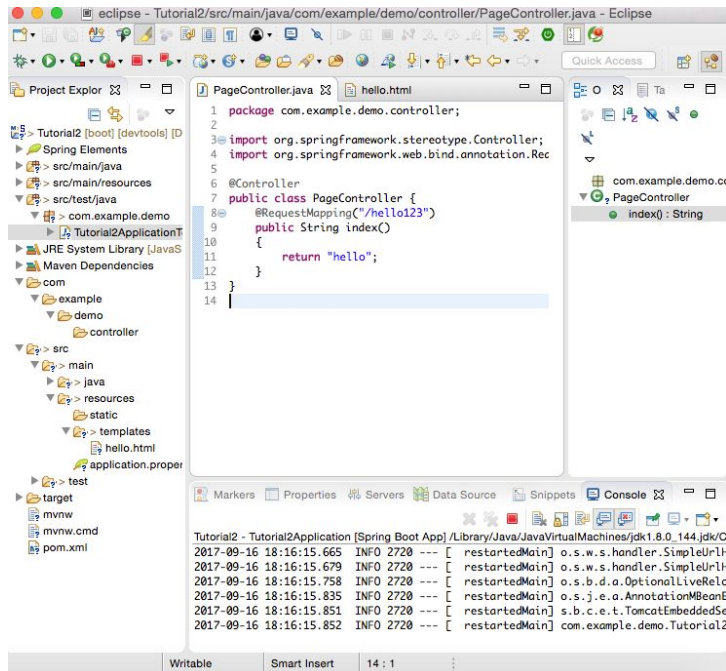 eclipse - Tutorial2/src/main/java/com/example/demo/controller/PageController.java - Eclipse
Quick Access
Project Explor
Tutorial2 [boot] [devtools] [D
Spring Elements
> src/main/java
> src/main/resources
> src/test/java
> com.example.demo
Tutorial2ApplicationT
JRE System Library [JavaS
Maven Dependencies
com
example
demo
controller
> src
> main
> java
> resources
static
> templates
hello.html
application.proper
> test
target
mvnw
mvnw.cmd
pom.xml
PageController.java hello.html
1 package com.example.demo.controller;
2
3 import org.springframework.stereotype.Controller;
4 import org.springframework.web.bind.annotation.Rec
5
6 @Controller
7 public class PageController {
8 @RequestMapping("/hello123")
9 public String index()
10 {
11 return "hello";
12 }
13 }
14
O Ta
com.example.demo.co
PageController
index() : String
Markers Properties Servers Data Source Snippets Console
Tutorial2 - Tutorial2Application [Spring Boot App] /Library/Java/JavaVirtualMachines/jdk1.8.0_144.jdk/C
2017-09-16 18:16:15.665 INFO 2720 --- [ restartedMain] o.s.w.s.handler.SimpleUrlH
2017-09-16 18:16:15.679 INFO 2720 --- [ restartedMain] o.s.w.s.handler.SimpleUrlH
2017-09-16 18:16:15.758 INFO 2720 --- [ restartedMain] o.s.b.d.a.OptionalLiveRelo
2017-09-16 18:16:15.835 INFO 2720 --- [ restartedMain] o.s.j.e.a.AnnotationMBeanE
2017-09-16 18:16:15.851 INFO 2720 --- [ restartedMain] s.b.c.e.t.TomcatEmbeddedSe
2017-09-16 18:16:15.852 INFO 2720 --- [ restartedMain] com.example.demo.Tutorial2
Writable Smart Insert 14 : 1